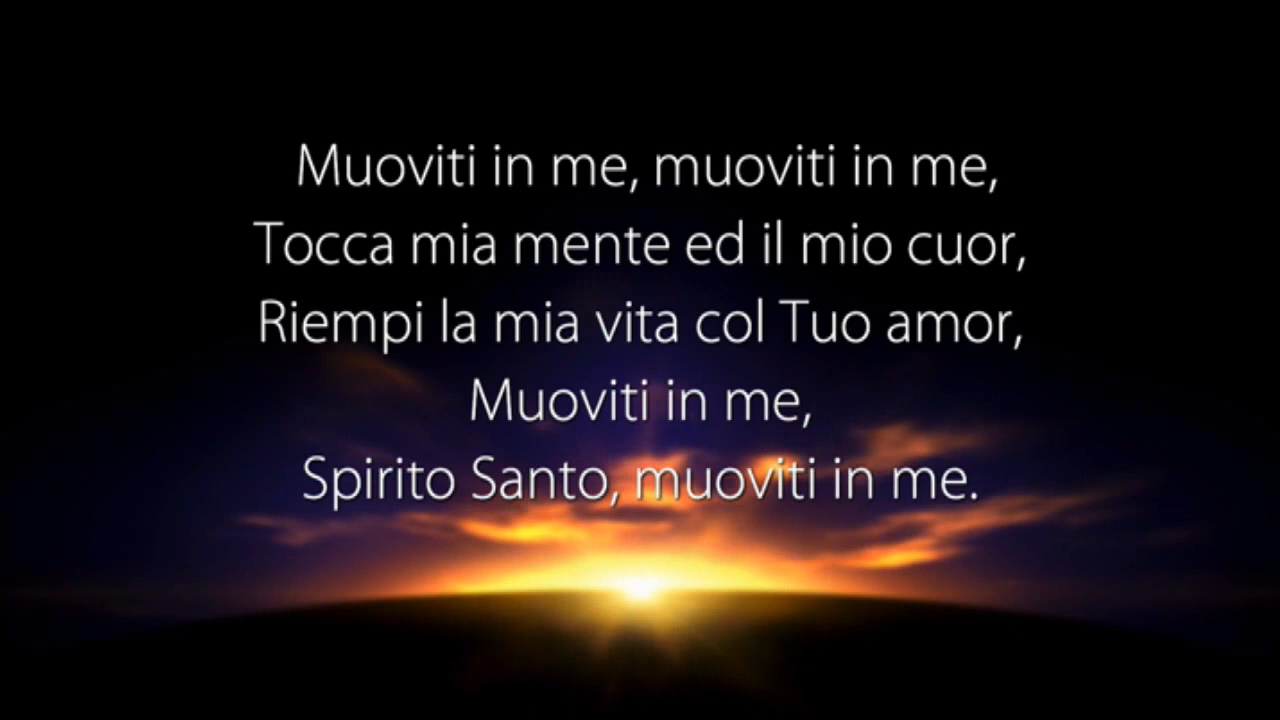 Muoviti in me, muoviti in me,
Tocca mia mente ed il mio cuor,
Riempi la mia vita col Tuo amor,
Muoviti in me,
Spirito Santo, muoviti in me.